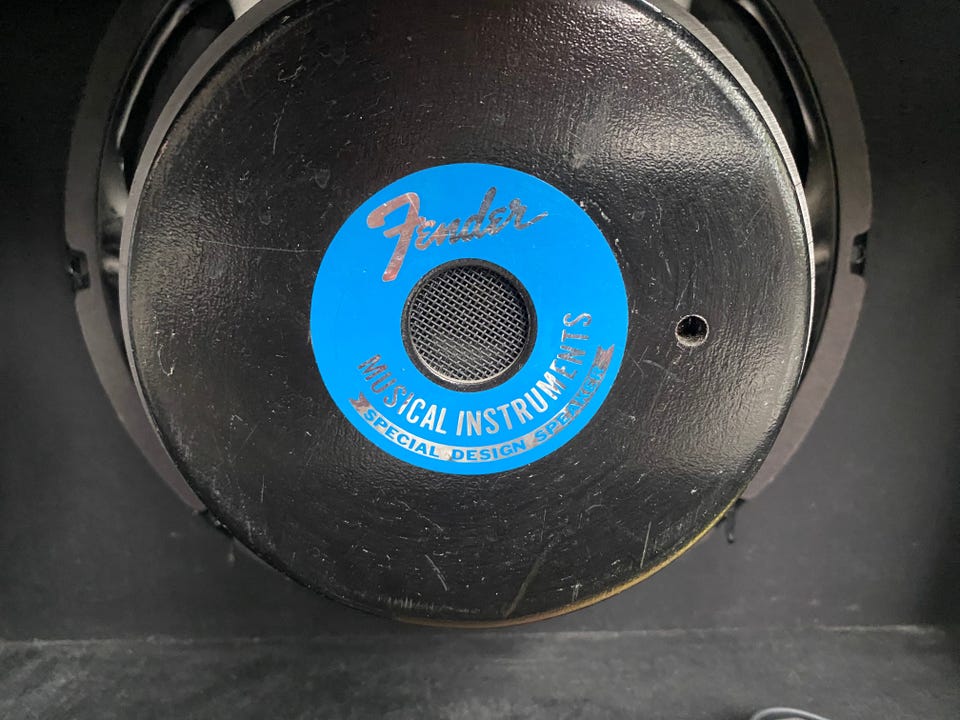 Fender
MUSICAL INSTRUMENTS
SPECIAL DESIGN SPEAKER